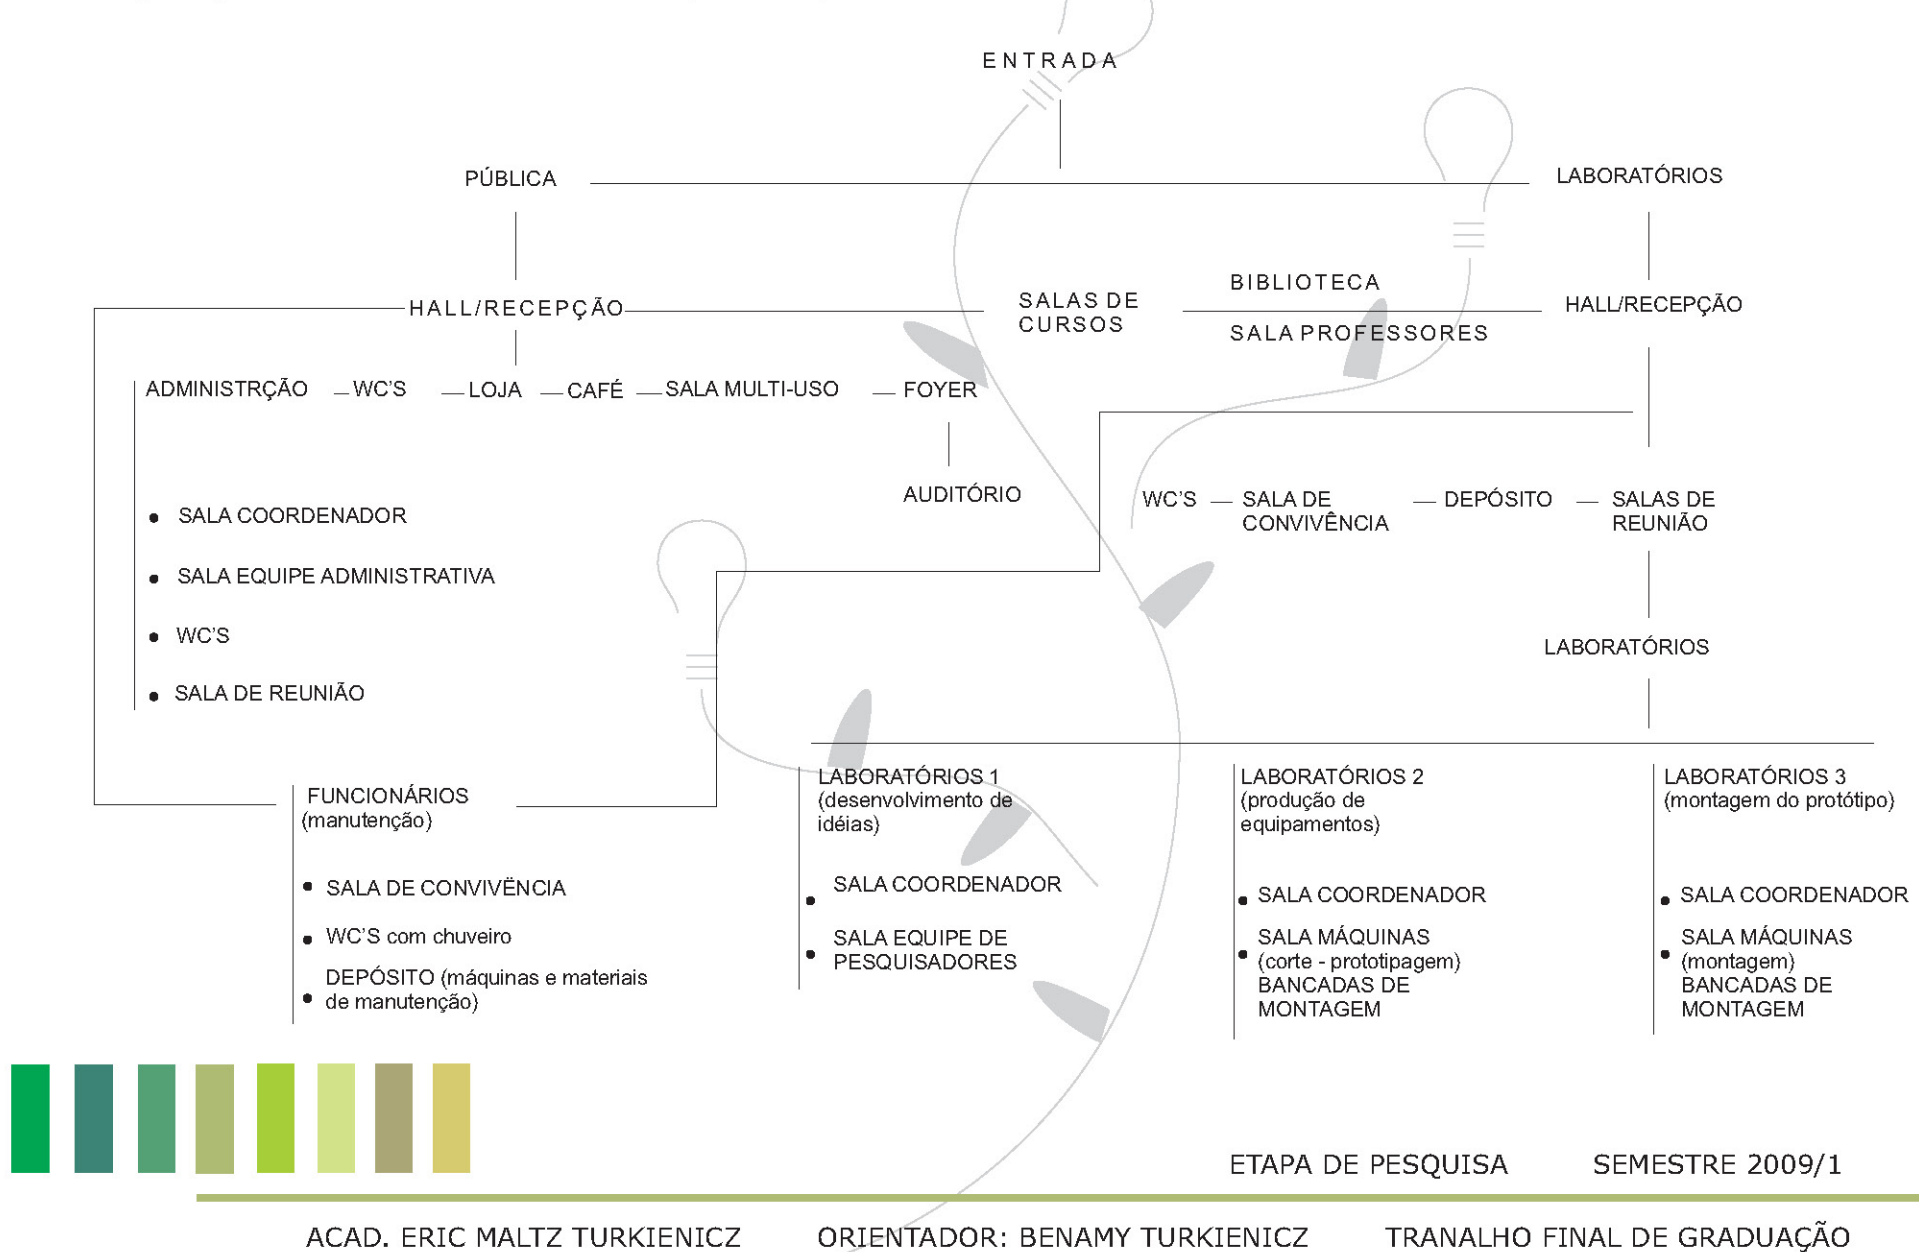 ENTRADA
PÚBLICA
LABORATÓRIOS
HALL/RECEPÇÃO
SALAS DE
CURSOS
BIBLIOTECA
SALA PROFESSORES
HALL/RECEPÇÃO
ADMINISTRÇÃO
WC'S
LOJA
CAFÉ
SALA MULTI-USO
FOYER
AUDITÓRIO
WC'S
SALA DE
CONVIVÊNCIA
DEPÓSITO
SALAS DE
REUNIÃO
SALA COORDENADOR
SALA EQUIPE ADMINISTRATIVA
WC'S
SALA DE REUNIÃO
LABORATÓRIOS
FUNCIONÁRIOS
(manutenção)
SALA DE CONVIVËNCIA
WC'S com chuveiro
DEPÓSITO (máquinas e materiais
de manutenção)
LABORATÓRIOS 1
(desenvolvimento de
idéias)
SALA COORDENADOR
SALA EQUIPE DE
PESQUISADORES
LABORATÓRIOS 2
(produção de
equipamentos)
SALA COORDENADOR
SALA MÁQUINAS
(corte - prototipagem)
BANCADAS DE
MONTAGEM
LABORATÓRIOS 3
(montagem do protótipo)
SALA COORDENADOR
SALA MÁQUINAS
(montagem)
BANCADAS DE
MONTAGEM
ETAPA DE PESQUISA
SEMESTRE 2009/1
ACAD. ERIC MALTZ TURKIENICZ
ORIENTADOR: BENAMY TURKIENICZ
TRANALHO FINAL DE GRADUAÇÃO